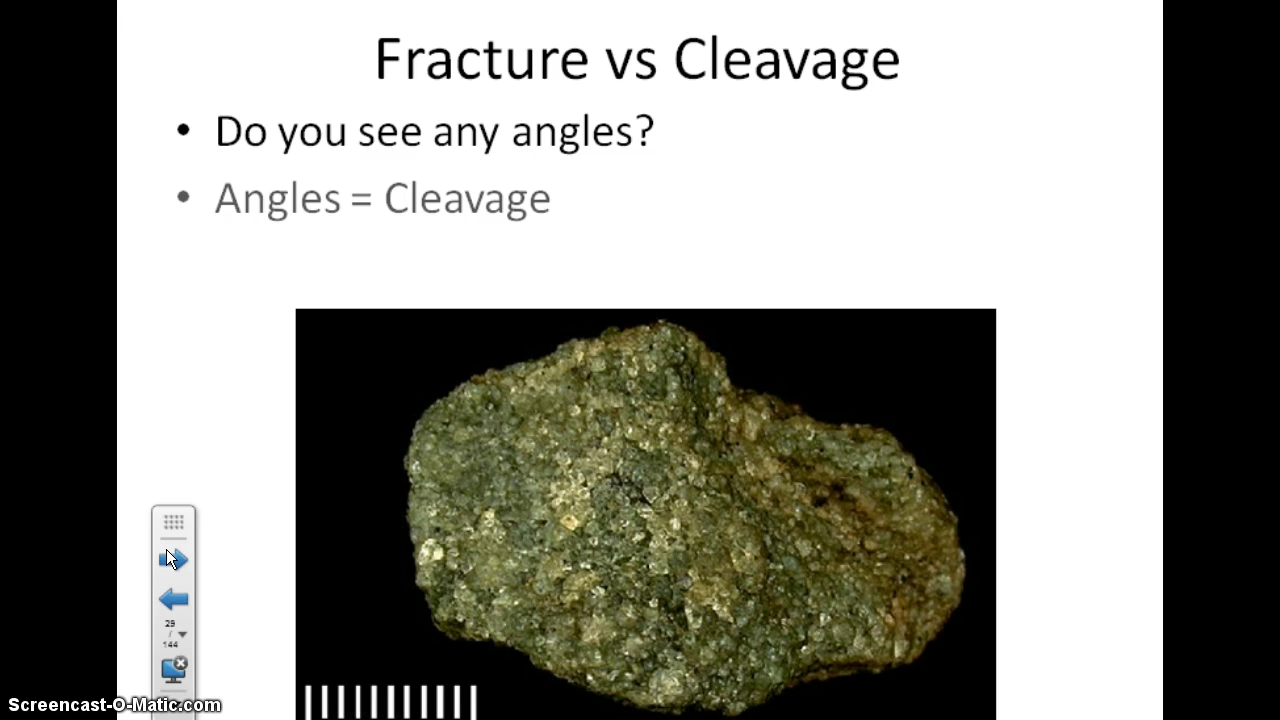 Fracture vs Cleavage
• Do you see any angles?
• Angles = Cleavage
29
/
144
Screencast-O-Matic.com